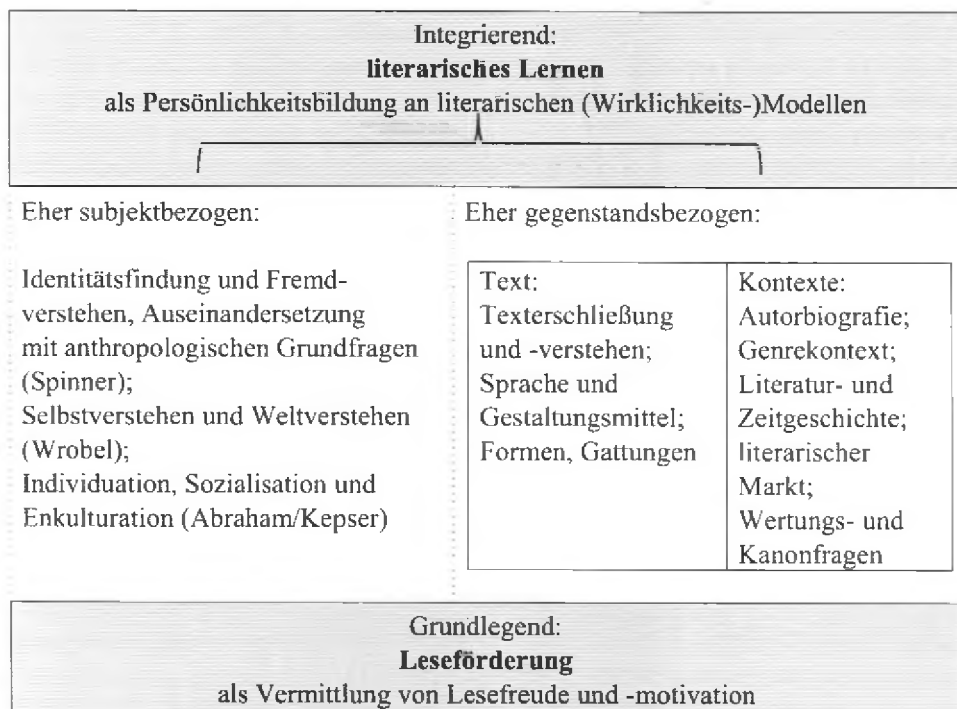 Integrierend:
literarisches Lernen
als Persönlichkeitsbildung an literarischen (Wirklichkeits-)Modellen
Eher subjektbezogen:
Identitätsfindung und Fremd-
verstehen, Auseinandersetzung
mit anthropologischen Grundfragen
(Spinner);
Selbstverstehen und Weltverstehen
(Wrobel);
Individuation, Sozialisation und
Enkulturation (Abraham/Kepser)
Eher gegenstandsbezogen:
Text:
Texterschließung
und -verstehen;
Sprache und
Gestaltungsmittel;
Formen, Gattungen
Kontexte:
Autorbiografie;
Genrekontext;
Literatur- und
Zeitgeschichte;
literarischer
Markt;
Wertungs- und
Kanonfragen
Grundlegend:
Leseförderung
als Vermittlung von Lesefreude und -motivation